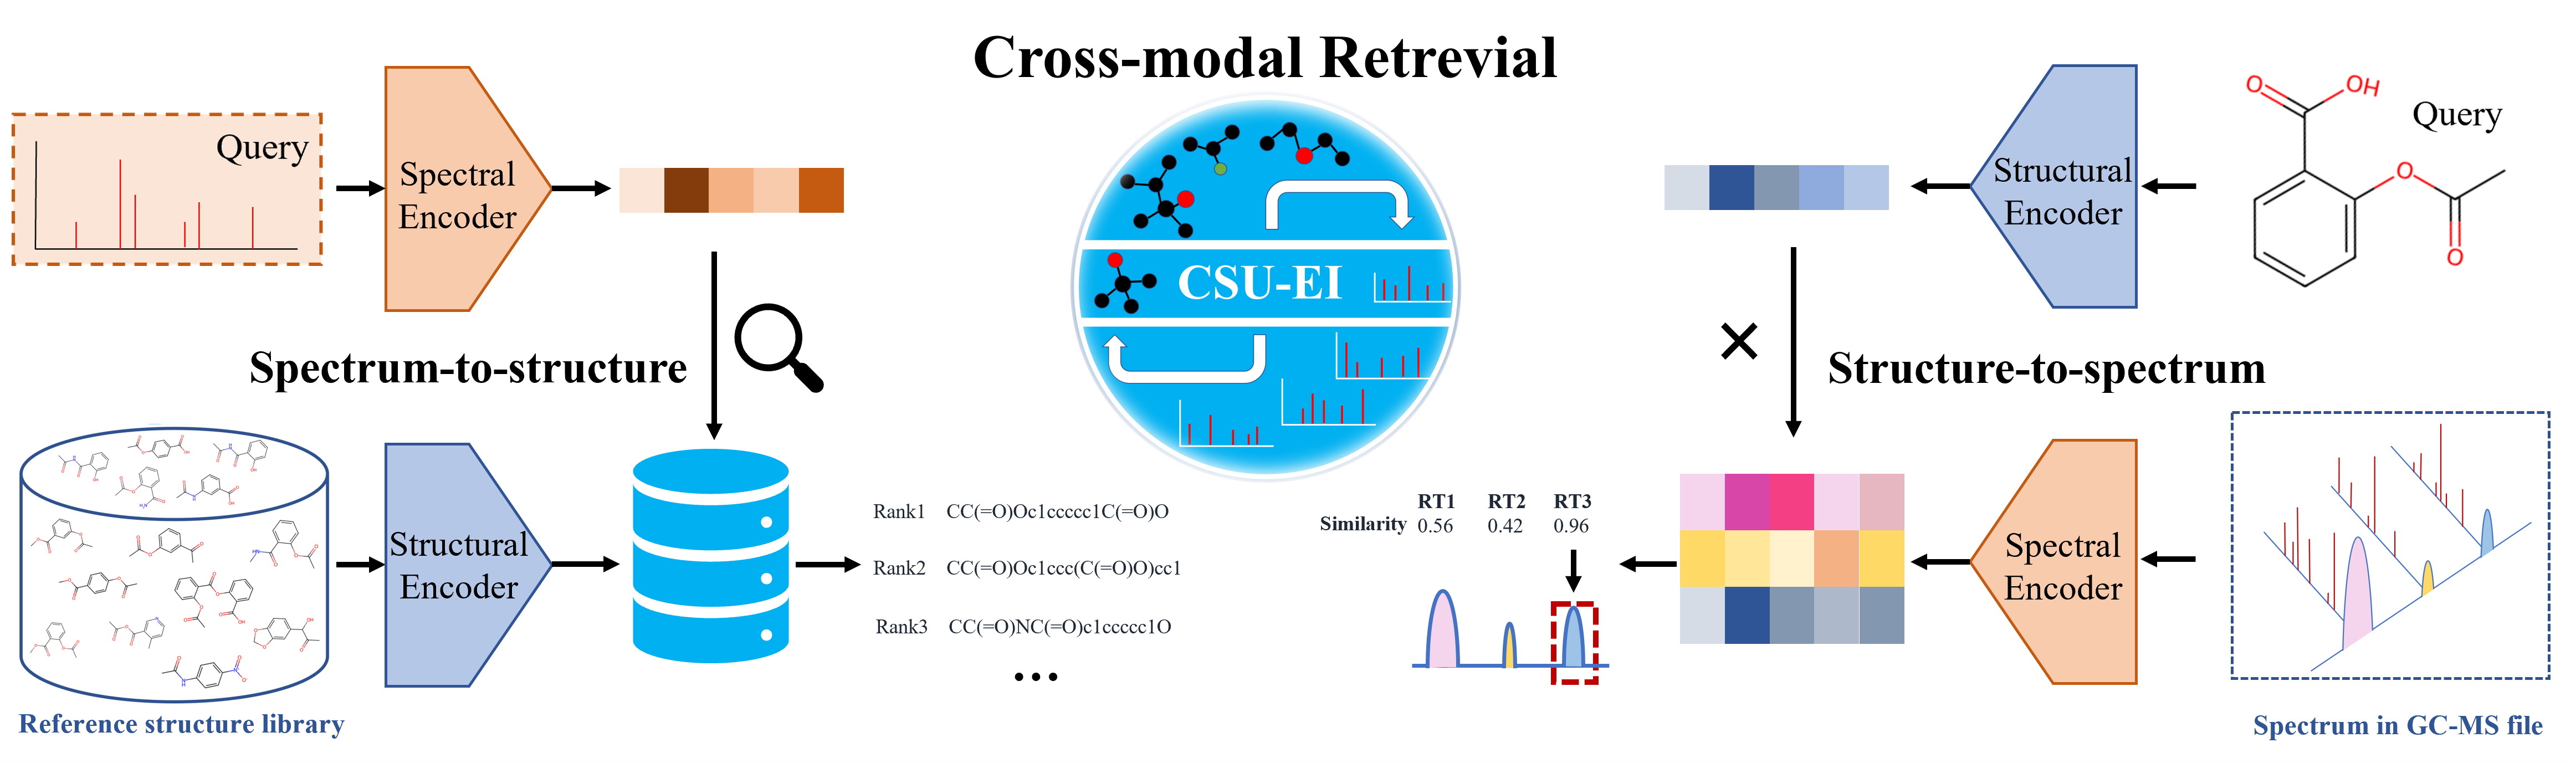 Cross-modal Retrevial
Query
Spectral
Encoder
Spectrum-to-structure
Reference structure library
Structural
Encoder
Rank1 CC(=O)Oc1ccccc1C(=O)O
Rank2 CC(=O)Oc1ccc(C(=O)O)cc1
Rank3 CC(=O)NC(=O)c1ccccc1O
...
CSU-EI
Query
O
OH
O
O
Structural
Encoder
Structure-to-spectrum
Spectrum in GC-MS file
Spectral
Encoder
RT1 RT2 RT3
Similarity 0.56 0.42 0.96